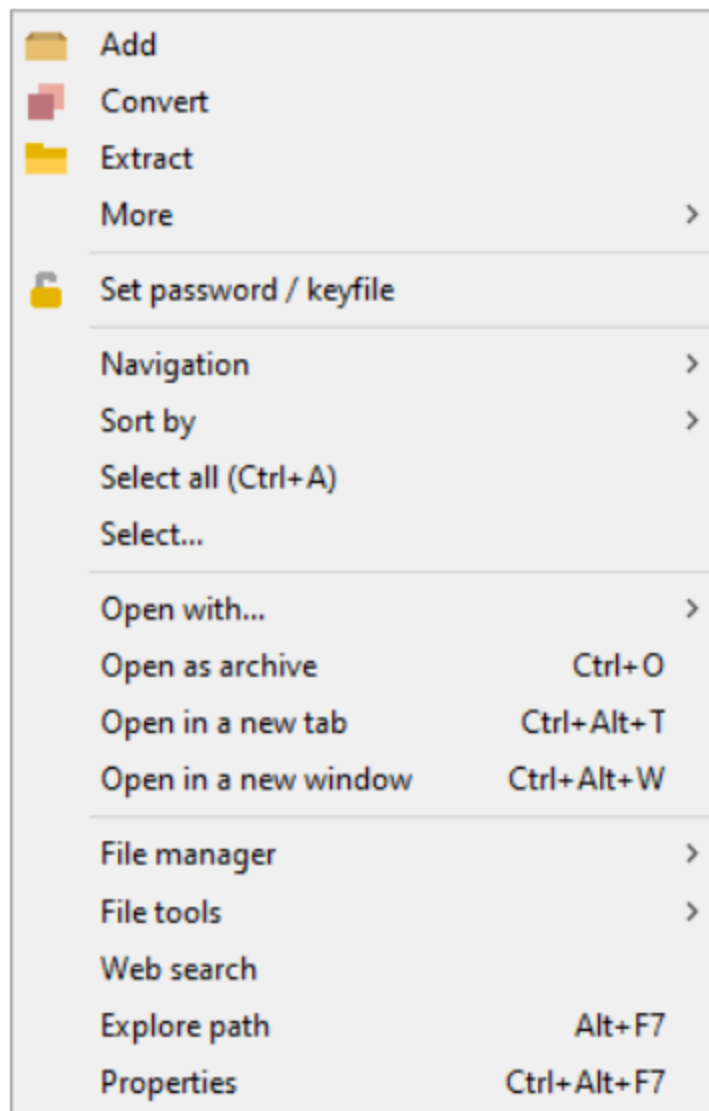 Add
Convert
Extract
More
Set password / keyfile
Navigation
Sort by
Select all (Ctrl+A)
Select...
Open with...
Open as archive Ctrl+O
Open in a new tab Ctrl+Alt+T
Open in a new window Ctrl+Alt+W
File manager
File tools
Web search
Explore path Alt+F7
Properties Ctrl+Alt+F7